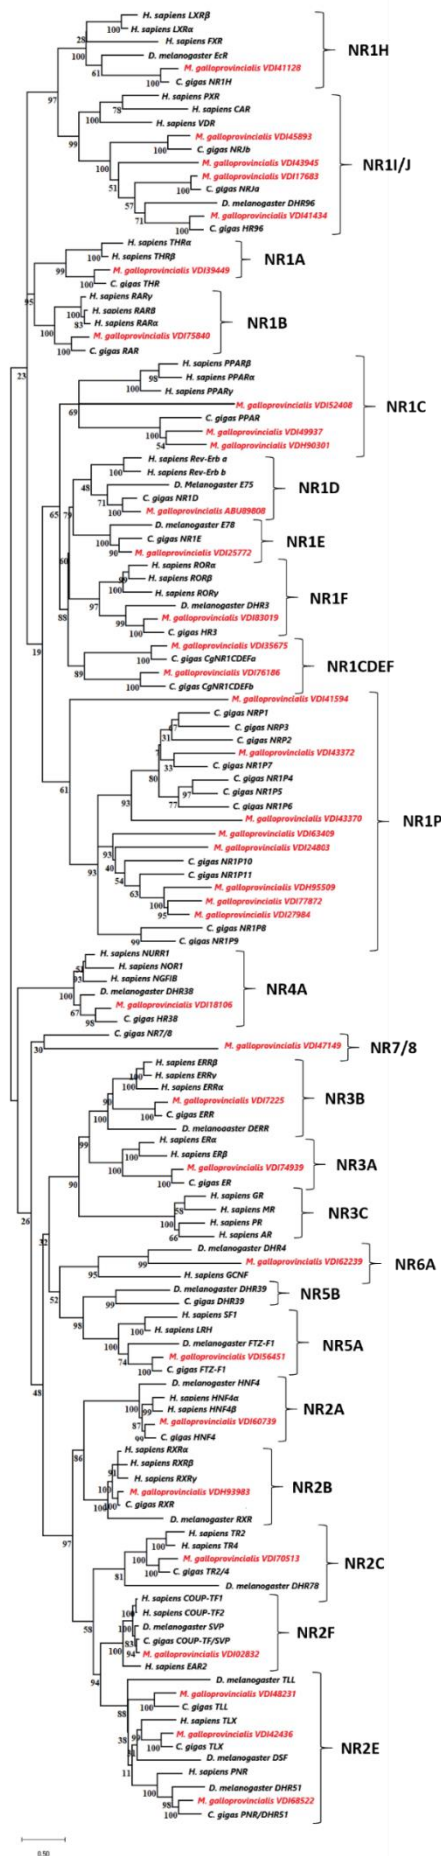 H. sapiens LXRβ
H. sapiens LXRα
H. sapiens FXR
D. melanogaster EcR
M. galloprovincialis VDI41128
C. gigas NR1H
NR1H
H. sapiens PXR
H. sapiens CAR
H. sapiens VDR
M. galloprovincialis VDI45893
C. gigas NRJb
M. galloprovincialis VDI43945
M. galloprovincialis VDI17683
C. gigas NRJa
D. melanogaster DHR96
M. galloprovincialis VDI41434
C. gigas HR96
NR1I/J
H. sapiens THRα
H. sapiens THRβ
M. galloprovincialis VDI39449
C. gigas THR
NR1A
H. sapiens RARγ
H. sapiens RARB
H. sapiens RARα
M. galloprovincialis VDI75840
C. gigas RAR
NR1B
H. sapiens PPARβ
H. sapiens PPARα
H. sapiens PPARγ
M. galloprovincialis VDI52408
C. gigas PPAR
M. galloprovincialis VDI49937
M. galloprovincialis VDH90301
NR1C
H. sapiens Rev-Erb a
H. sapiens Rev-Erb b
D. Melanogaster E75
C. gigas NR1D
M. galloprovincialis ABU89808
NR1D
D. melanogaster E78
C. gigas NR1E
M. galloprovincialis VDI25772
NR1E
H. sapiens RORα
H. sapiens RORβ
H. sapiens RORγ
D. melanogaster DHR3
M. galloprovincialis VDI83019
C. gigas HR3
NR1F
M. galloprovincialis VDI35675
C. gigas CgNR1CDEFa
M. galloprovincialis VDI76186
C. gigas CgNR1CDEFb
NR1CDEF
M. galloprovincialis VDI41594
C. gigas NRP1
C. gigas NRP3
C. gigas NRP2
M. galloprovincialis VDI43372
C. gigas NR1P7
C. gigas NR1P4
C. gigas NR1P5
C. gigas NR1P6
M. galloprovincialis VDI43370
M. galloprovincialis VDI63409
M. galloprovincialis VDI24803
C. gigas NR1P10
C. gigas NR1P11
M. galloprovincialis VDH95509
M. galloprovincialis VDI77872
M. galloprovincialis VDI27984
C. gigas NR1P8
C. gigas NR1P9
NR1P
H. sapiens NURR1
H. sapiens NOR1
H. sapiens NGFIB
D. melanogaster DHR38
M. galloprovincialis VDI18106
C. gigas HR38
NR4A
C. gigas NR7/8
M. galloprovincialis VDI47149
NR7/8
H. sapiens ERRβ
H. sapiens ERRγ
H. sapiens ERRα
M. galloprovincialis VDI7225
C. gigas ERR
D. melanogaster DERR
NR3B
H. sapiens ERα
H. sapiens ERβ
M. galloprovincialis VDI74939
C. gigas ER
NR3A
H. sapiens GR
H. sapiens MR
H. sapiens PR
H. sapiens AR
NR3C
D. melanogaster DHR4
M. galloprovincialis VDI62239
H. sapiens GCNF
NR6A
D. melanogaster DHR39
C. gigas DHR39
NR5B
H. sapiens SF1
H. sapiens LRH
D. melanogaster FTZ-F1
M. galloprovincialis VDI56451
C. gigas FTZ-F1
NR5A
D. melanogaster HNF4
H. sapiens HNF4α
H. sapiens HNF4β
M. galloprovincialis VDI60739
C. gigas HNF4
NR2A
H. sapiens RXRα
H. sapiens RXRβ
H. sapiens RXRγ
M. galloprovincialis VDH93983
C. gigas RXR
D. melanogaster RXR
NR2B
H. sapiens TR2
H. sapiens TR4
M. galloprovincialis VDI70513
C. gigas TR2/4
D. melanogaster DHR78
NR2C
H. sapiens COUP-TF1
H. sapiens COUP-TF2
D. melanogaster SVP
C. gigas COUP-TF/SVP
M. galloprovincialis VDI02832
H. sapiens EAR2
NR2F
D. melanogaster TLL
M. galloprovincialis VDI48231
C. gigas TLL
H. sapiens TLX
M. galloprovincialis VDI42436
C. gigas TLX
D. melanogaster DSF
H. sapiens PNR
D. melanogaster DHR51
M. galloprovincialis VDI68522
C. gigas PNR/DHR51
NR2E
0.50